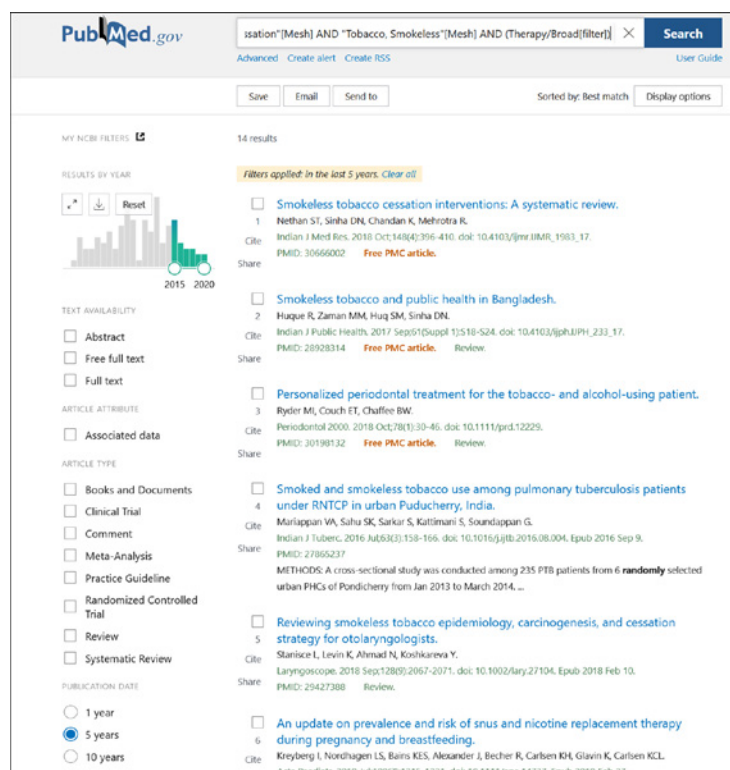 PubMed.gov
ssation"[Mesh] AND "Tobacco, Smokeless"[Mesh] AND (Therapy/Broad[filter])
Search
Advanced Create alert Create RSS
User Guide
Save Email Send to
Sorted by: Best match
Display options
MY NCBI FILTERS
14 results
RESULTS BY YEAR
Reset
2015 2020
TEXT AVAILABILITY
Abstract
Free full text
Full text
ARTICLE ATTRIBUTE
Associated data
ARTICLE TYPE
Books and Documents
Clinical Trial
Comment
Meta-Analysis
Practice Guideline
Randomized Controlled
Trial
Review
Systematic Review
PUBLICATION DATE
1 year
5 years
10 years
Filters applied: in the last 5 years. Clear all
Smokeless tobacco cessation interventions: A systematic review.
1
Nethan ST, Sinha DN, Chandan K, Mehrotra R.
Cite
Indian J Med Res. 2018 Oct;148(4):396-410. doi: 10.4103/ijmr.IJMR_1983_17.
PMID: 30666002 Free PMC article.
Share
Smokeless tobacco and public health in Bangladesh.
2
Huque R, Zaman MM, Huq SM, Sinha DN.
Cite
Indian J Public Health. 2017 Sep;61(Suppl 1):S18-S24. doi: 10.4103/ijph.IJPH_233_17.
PMID: 28928314 Free PMC article. Review.
Share
Personalized periodontal treatment for the tobacco- and alcohol-using patient.
3
Ryder MI, Couch ET, Chaffee BW.
Cite
Periodontol 2000. 2018 Oct;78(1):30-46. doi: 10.1111/prd.12229.
PMID: 30198132 Free PMC article. Review.
Share
Smoked and smokeless tobacco use among pulmonary tuberculosis patients
under RNTCP in urban Puducherry, India.
4
Mariappan VA, Sahu SK, Sarkar S, Kattimani S, Soundappan G.
Cite
Indian J Tuberc. 2016 Jul;63(3):158-166. doi: 10.1016/j.ijtb.2016.08.004. Epub 2016 Sep 9.
PMID: 27865237
Share
METHODS: A cross-sectional study was conducted among 235 PTB patients from 6 randomly selected
urban PHCs of Pondicherry from Jan 2013 to March 2014. ...
Reviewing smokeless tobacco epidemiology, carcinogenesis, and cessation
strategy for otolaryngologists.
5
Stanisce L, Levin K, Ahmad N, Koshkareva Y.
Cite
Laryngoscope. 2018 Sep;128(9):2067-2071. doi: 10.1002/lary.27104. Epub 2018 Feb 10.
PMID: 29427388 Review.
Share
An update on prevalence and risk of snus and nicotine replacement therapy
during pregnancy and breastfeeding.
6
Kreyberg I, Nordhagen LS, Bains KES, Alexander J, Becher R, Carlsen KH, Glavin K, Carlsen KCL.
Cite